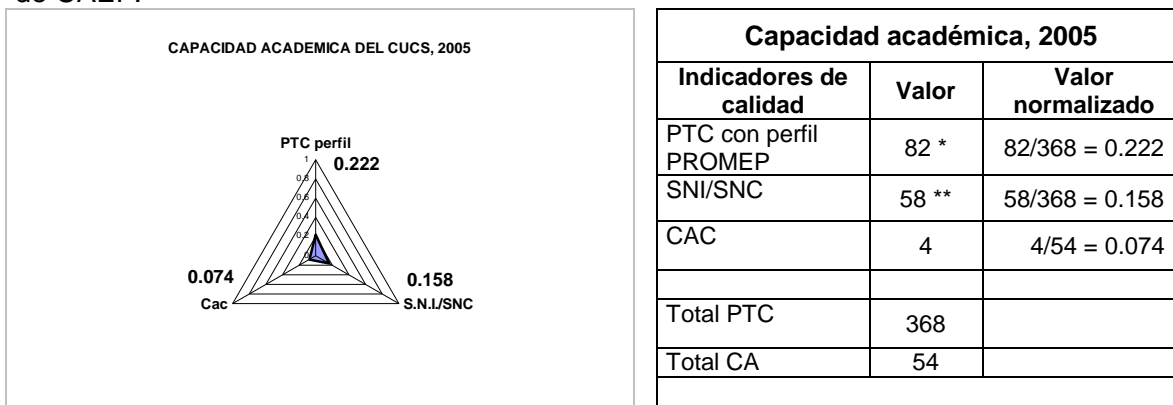 CAPACIDAD ACADEMICA DEL CUCS, 2005
PTC perfil
0.222
1
0.8
0.6
0.4
0.2
0
0.074
Cac
0.158
S.N.I./SNC
Capacidad académica, 2005
Indicadores de calidad Valor Valor normalizado
PTC con perfil PROMEP 82 * 82/368 = 0.222
SNI/SNC 58 ** 58/368 = 0.158
CAC 4 4/54 = 0.074
Total PTC 368
Total CA 54